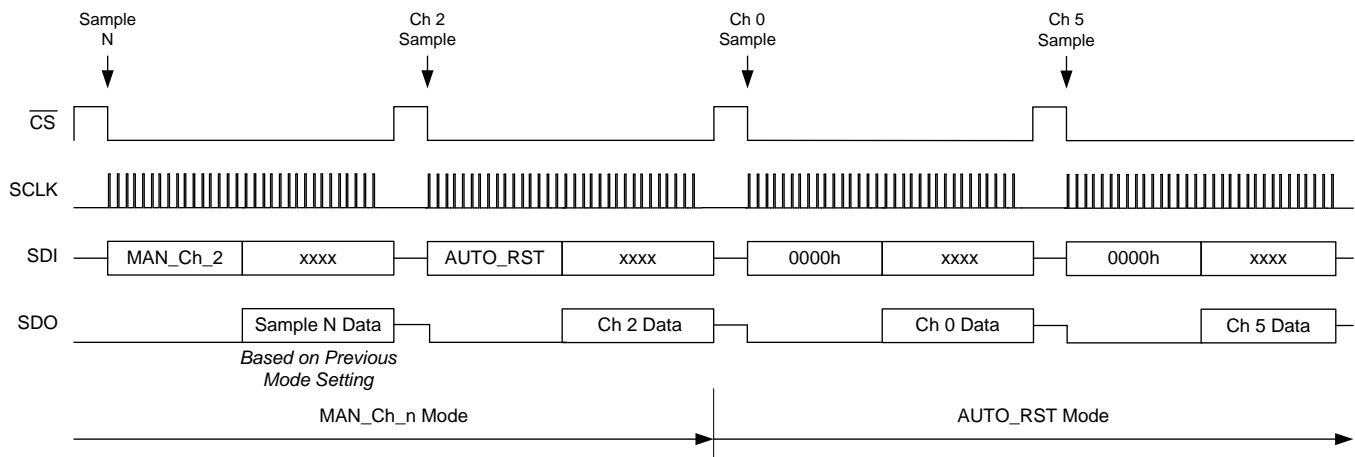 Sample
N
Ch 2
Sample
Ch 0
Sample
Ch 5
Sample
CS
SCLK
SDI
MAN_Ch_2
xxxx
AUTO_RST
xxxx
0000h
xxxx
0000h
xxxx
SDO
Sample N Data
Ch 2 Data
Ch 0 Data
Ch 5 Data
Based on Previous
Mode Setting
MAN_Ch_n Mode
AUTO_RST Mode